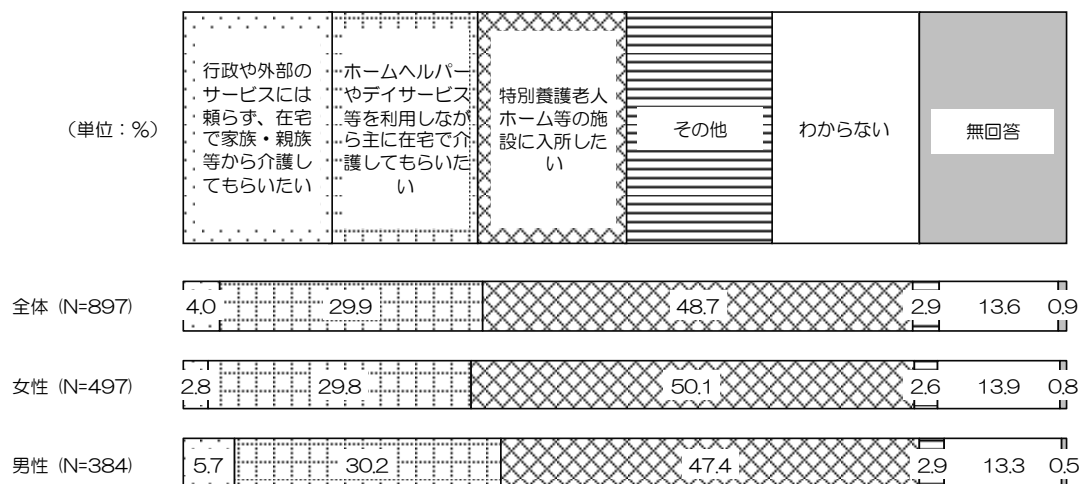 (単位:%)
行政や外部の
サービスには
頼らず、在宅
で家族・親族
等から介護し
てもらいたい
ホームヘルパー
やデイサービス
等を利用しなが
ら主に在宅で介
護してもらいた
い
特別養護老人
ホーム等の施
設に入所した
い
その他
わからない
無回答
全体 (N=897) 4.0 29.9 48.7 2.9 13.6 0.9
女性 (N=497) 2.8 29.8 50.1 2.6 13.9 0.8
男性 (N=384) 5.7 30.2 47.4 2.9 13.3 0.5